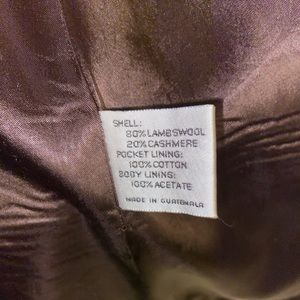 SHELL:
80% LAMBSWOOL
20% CASHMERE
POCKET LINING:
100% COTTON
BODY LINING:
100% ACETATE
MADE IN GUATEMALA